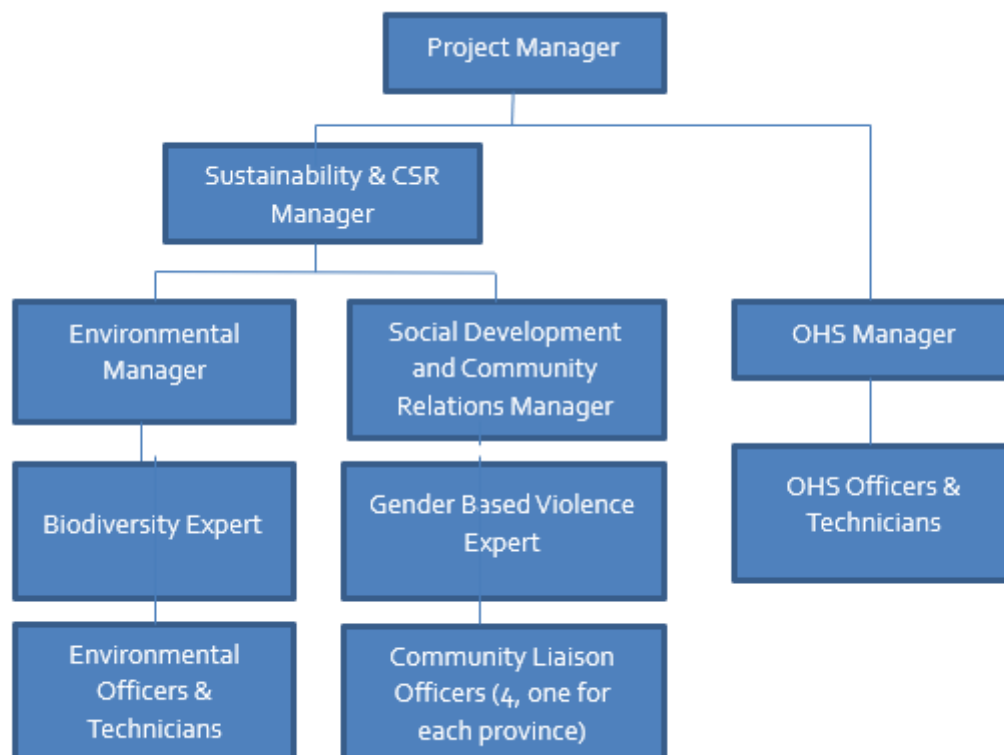 Project Manager
Sustainability & CSR
Manager
Environmental
Manager
Social Development
and Community
Relations Manager
OHS Manager
Biodiversity Expert
Gender Based Violence
Expert
OHS Officers &
Technicians
Environmental
Officers &
Technicians
Community Liaison
Officers (4, one for
each province)